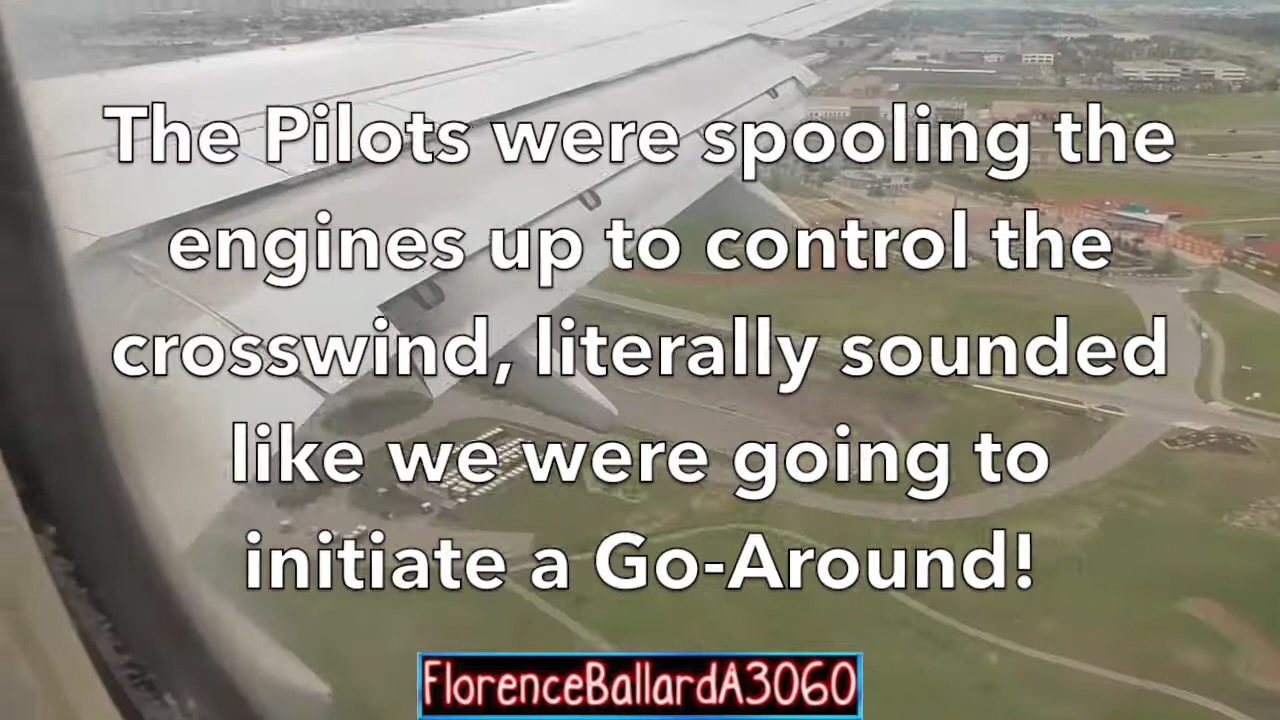 The Pilots were spooling the
engines up to control the
crosswind, literally sounded
like we were going to
initiate a Go-Around!
FlorenceBallardA3060